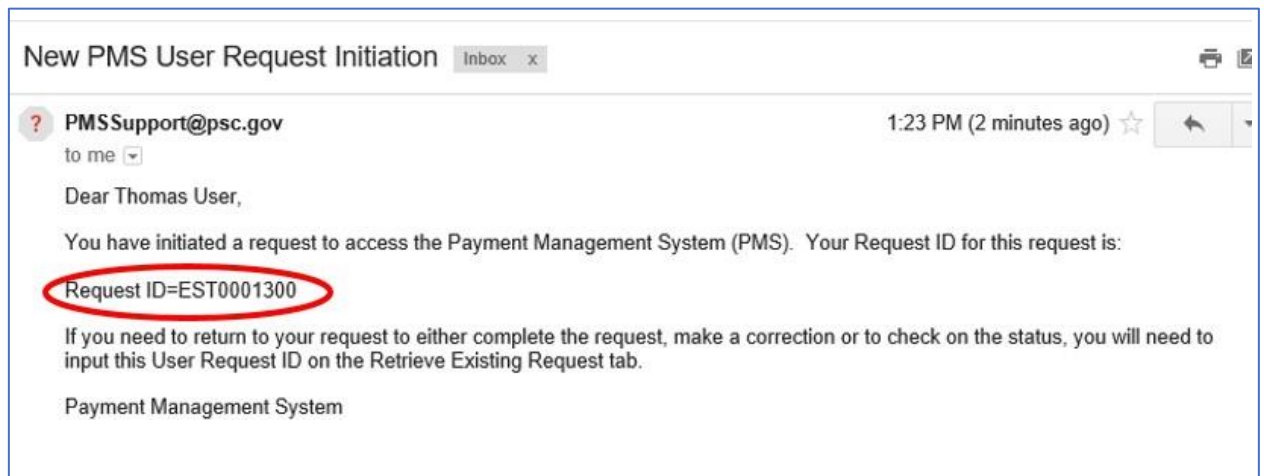 New PMS User Request Initiation Inbox x
? PMSSupport@psc.gov 1:23 PM (2 minutes ago)
to me
Dear Thomas User,
You have initiated a request to access the Payment Management System (PMS). Your Request ID for this request is:
Request ID=EST0001300
If you need to return to your request to either complete the request, make a correction or to check on the status, you will need to
input this User Request ID on the Retrieve Existing Request tab.
Payment Management System